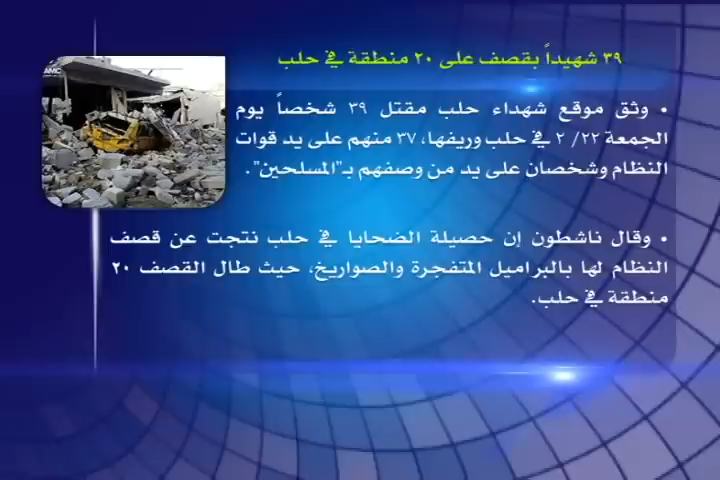 ٣٩ شهيداً بقصف على ٢٠ منطقة في حلب
AMC
• وثق موقع شهداء حلب مقتل ٣٩ شخصاً يوم
الجمعة ٢٢/ ٢ في حلب وريفها، ٣٧ منهم على يد قوات
النظام وشخصان على يد من وصفهم بـ"المسلحين".
• وقال ناشطون إن حصيلة الضحايا في حلب نتجت عن قصف
النظام لها بالبراميل المتفجرة والصواريخ، حيث طال القصف ٢٠
منطقة في حلب.